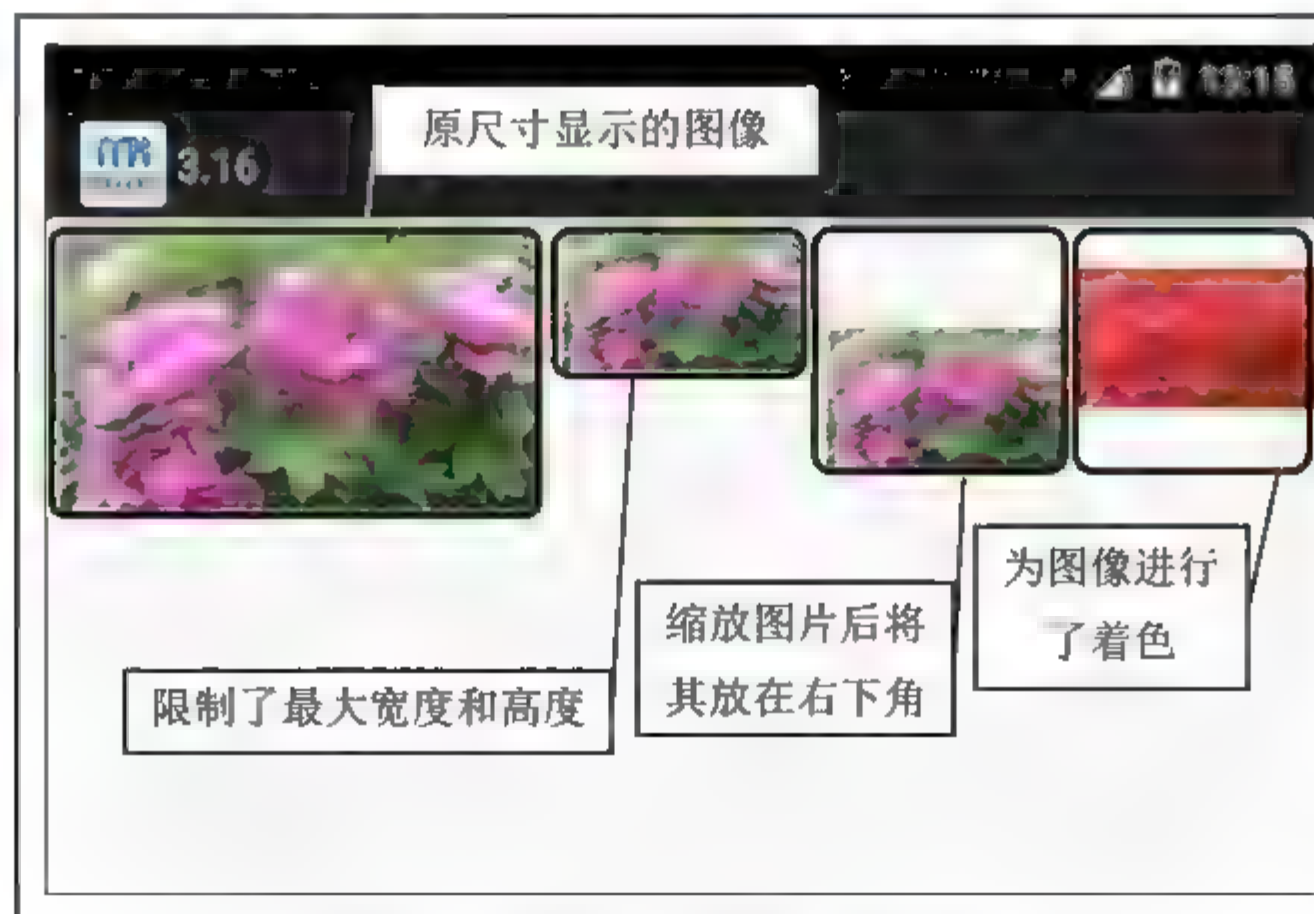 原尺寸显示的图像
3.16
为图像进行
了着色
缩放图片后将
其放在右下角
限制了最大宽度和高度